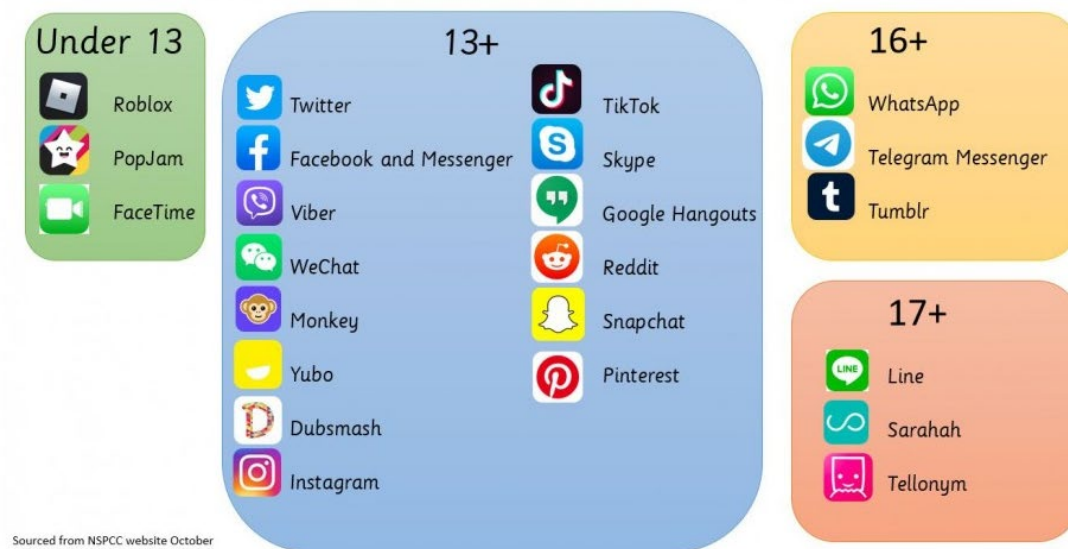 Under 13
Roblox
PopJam
FaceTime
13+
Twitter
Facebook and Messenger
Viber
WeChat
Monkey
Yubo
Dubsmash
Instagram
TikTok
Skype
Google Hangouts
Reddit
Snapchat
Pinterest
16+
WhatsApp
Telegram Messenger
Tumblr
17+
LINE
Line
Sarahah
Tellonym
Sourced from NSPCC website October